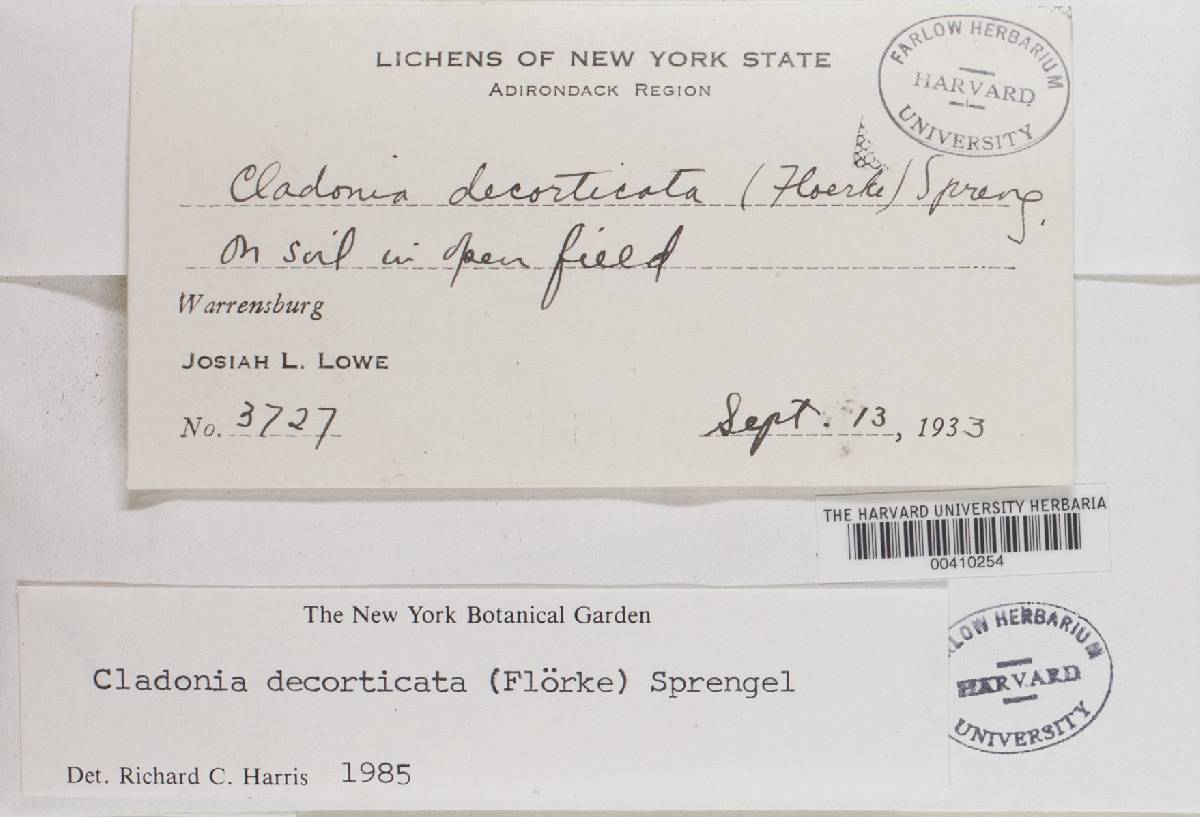 LICHENS OF NEW YORK STATE
ADIRONDACK REGION
FARLOW HERBARIUM
HARVARD
UNIVERSITY
Cladonia decorticata (Floerke) Spreng.
On soil in open field
Warrensburg
JOSIAH L. LOWE
No. 3727
Sept. 13, 1933
THE HARVARD UNIVERSITY HERBARIA
00410254
The New York Botanical Garden
Cladonia decorticata (Flörke) Sprengel
Det. Richard C. Harris 1985
LOW HERBARIUM
HARVARD
UNIVERSITY